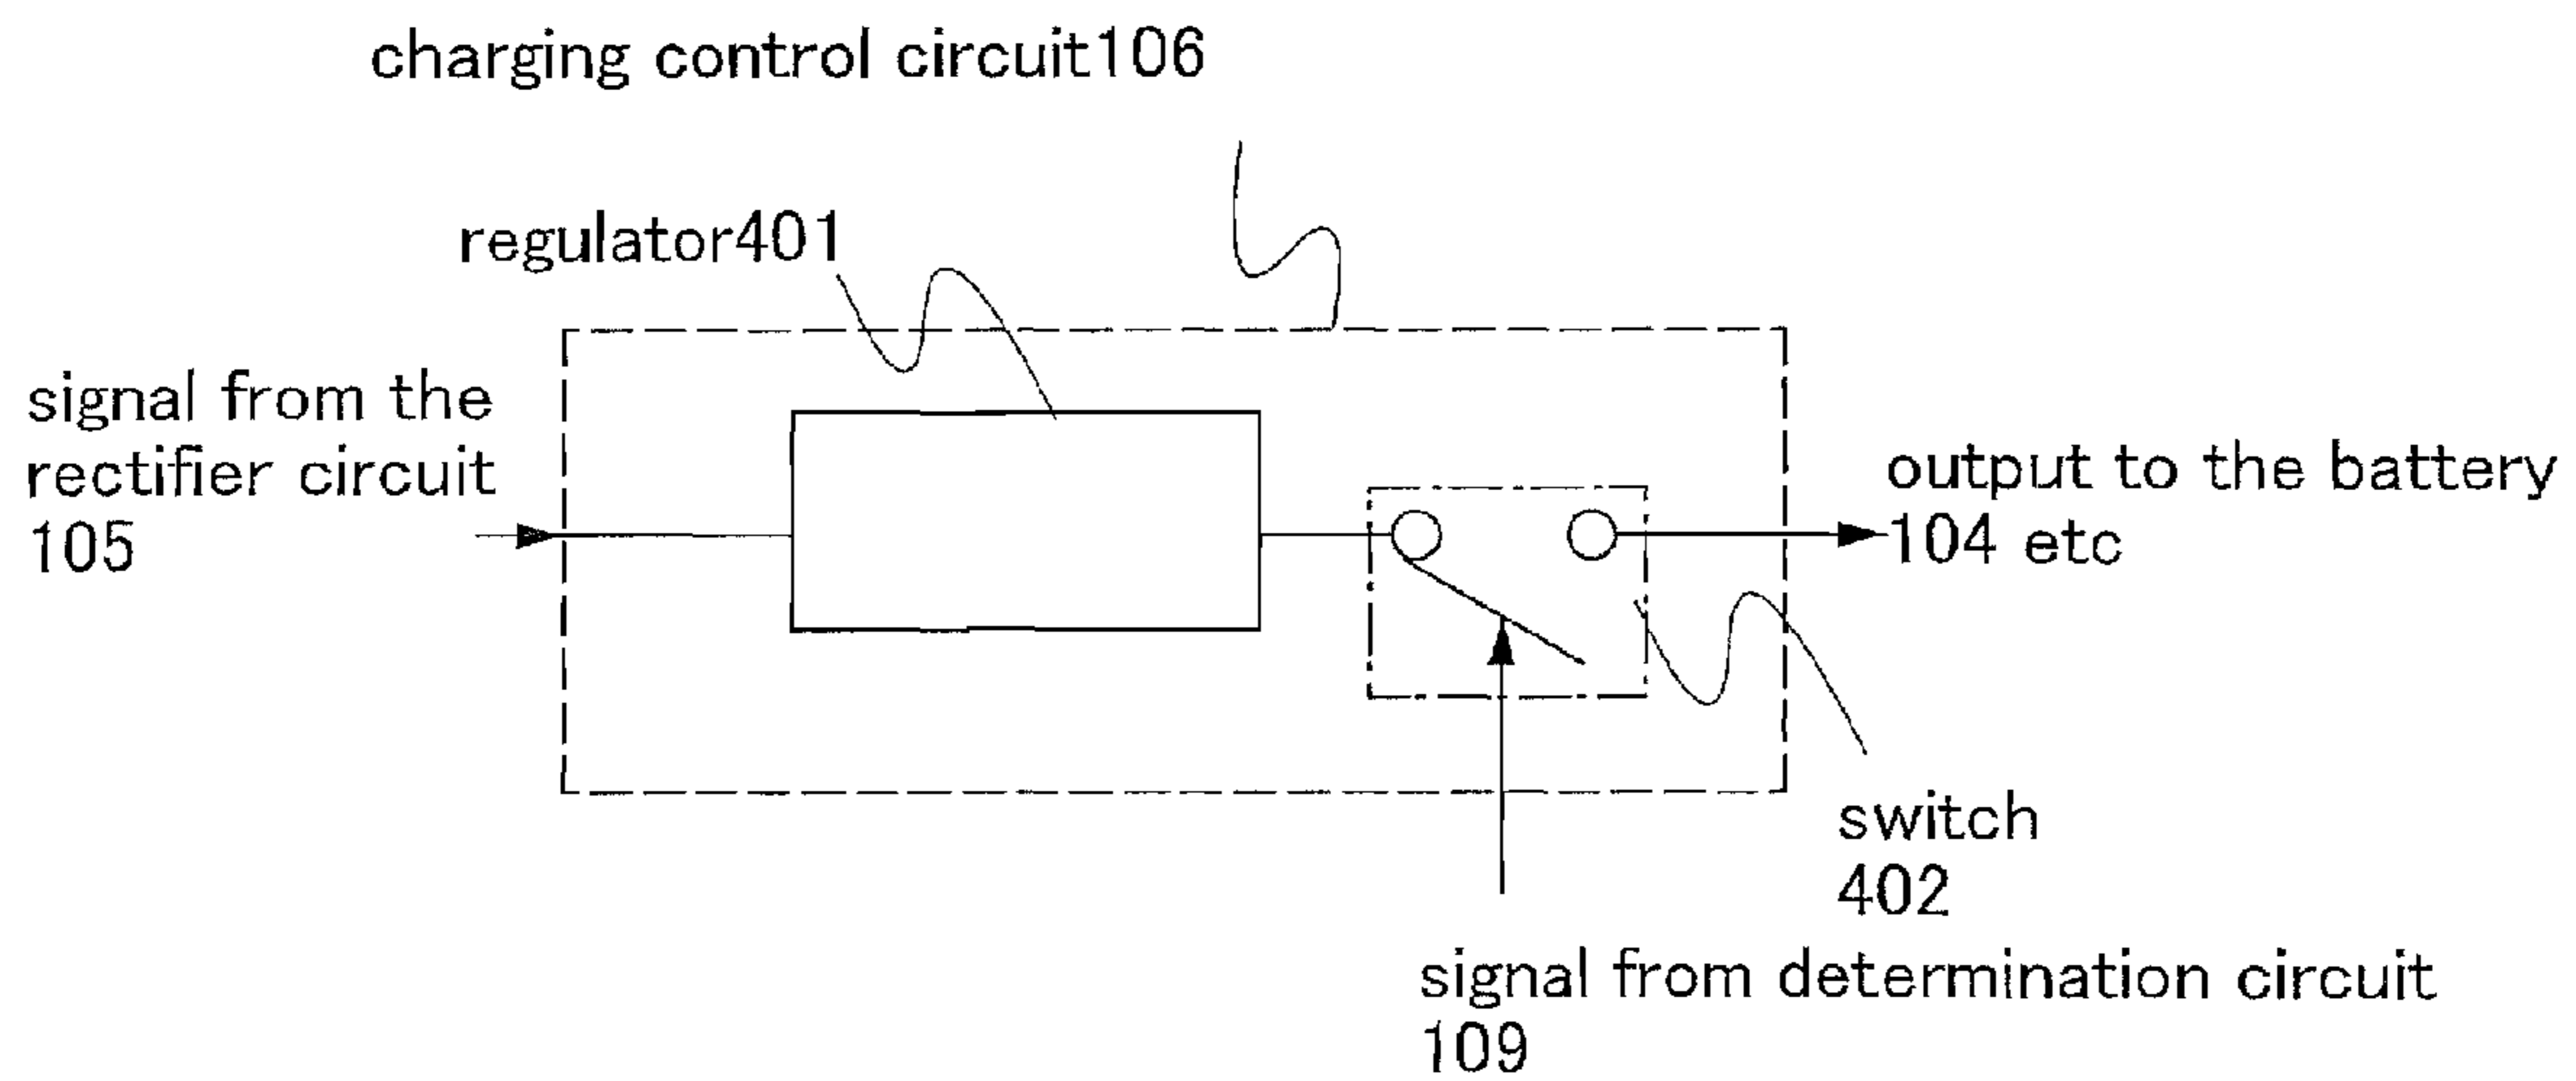 charging control circuit106
regulator401
signal from the
rectifier circuit
105
output to the battery
104 etc
switch
402
signal from determination circuit
109